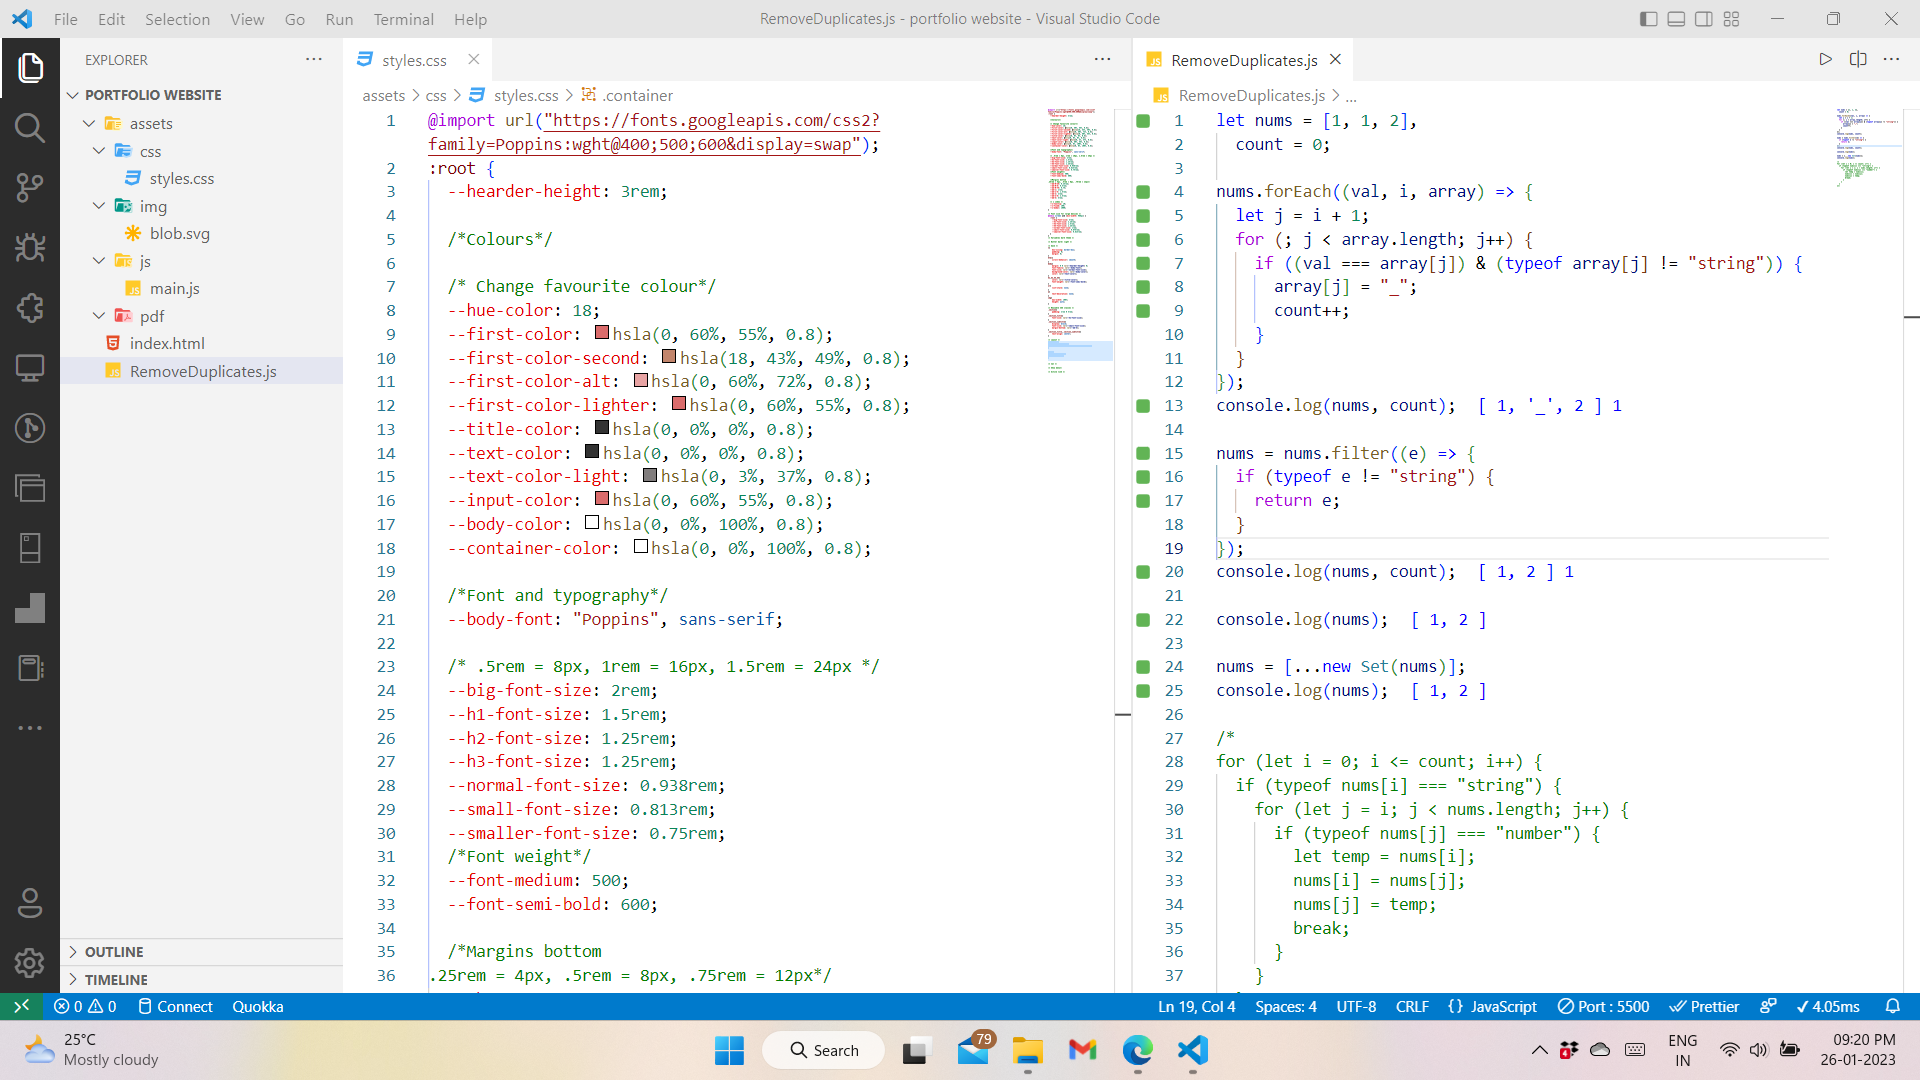 File Edit Selection View Go Run Terminal Help
RemoveDuplicates.js - portfolio website - Visual Studio Code
EXPLORER
PORTFOLIO WEBSITE
assets
css
styles.css
img
blob.svg
js
main.js
pdf
index.html
RemoveDuplicates.js
OUTLINE
TIMELINE
styles.css
assets > css > styles.css > .container
1 @import url("https://fonts.googleapis.com/css2?
family=Poppins:wght@400;500;600&display=swap");
2 :root {
3 --hearder-height: 3rem;
4
5 /*Colours*/
6
7 /* Change favourite colour*/
8 --hue-color: 18;
9 --first-color: hsla(0, 60%, 55%, 0.8);
10 --first-color-second: hsla(18, 43%, 49%, 0.8);
11 --first-color-alt: hsla(0, 60%, 72%, 0.8);
12 --first-color-lighter: hsla(0, 60%, 55%, 0.8);
13 --title-color: hsla(0, 0%, 0%, 0.8);
14 --text-color: hsla(0, 0%, 0%, 0.8);
15 --text-color-light: hsla(0, 3%, 37%, 0.8);
16 --input-color: hsla(0, 60%, 55%, 0.8);
17 --body-color: hsla(0, 0%, 100%, 0.8);
18 --container-color: hsla(0, 0%, 100%, 0.8);
19
20 /*Font and typography*/
21 --body-font: "Poppins", sans-serif;
22
23 /* .5rem = 8px, 1rem = 16px, 1.5rem = 24px */
24 --big-font-size: 2rem;
25 --h1-font-size: 1.5rem;
26 --h2-font-size: 1.25rem;
27 --h3-font-size: 1.25rem;
28 --normal-font-size: 0.938rem;
29 --small-font-size: 0.813rem;
30 --smaller-font-size: 0.75rem;
31 /*Font weight*/
32 --font-medium: 500;
33 --font-semi-bold: 600;
34
35 /*Margins bottom
36 .25rem = 4px, .5rem = 8px, .75rem = 12px*/
RemoveDuplicates.js
RemoveDuplicates.js > ...
1 let nums = [1, 1, 2],
2 count = 0;
3
4 nums.forEach((val, i, array) => {
5 let j = i + 1;
6 for (; j < array.length; j++) {
7 if ((val === array[j]) & (typeof array[j] != "string")) {
8 array[j] = "_";
9 count++;
10 }
11 }
12 });
13 console.log(nums, count); [ 1, '_', 2 ] 1
14
15 nums = nums.filter((e) => {
16 if (typeof e != "string") {
17 return e;
18 }
19 });
20 console.log(nums, count); [ 1, 2 ] 1
21
22 console.log(nums); [ 1, 2 ]
23
24 nums = [...new Set(nums)];
25 console.log(nums); [ 1, 2 ]
26
27 /*
28 for (let i = 0; i <= count; i++) {
29 if (typeof nums[i] === "string") {
30 for (let j = i; j < nums.length; j++) {
31 if (typeof nums[j] === "number") {
32 let temp = nums[i];
33 nums[i] = nums[j];
34 nums[j] = temp;
35 break;
36 }
37 }
0 0 Connect Quokka
Ln 19, Col 4 Spaces: 4 UTF-8 CRLF {} JavaScript Port : 5500 Prettier 4.05ms
25°C
Mostly cloudy
Search
79
4
ENG
IN
09:20 PM
26-01-2023